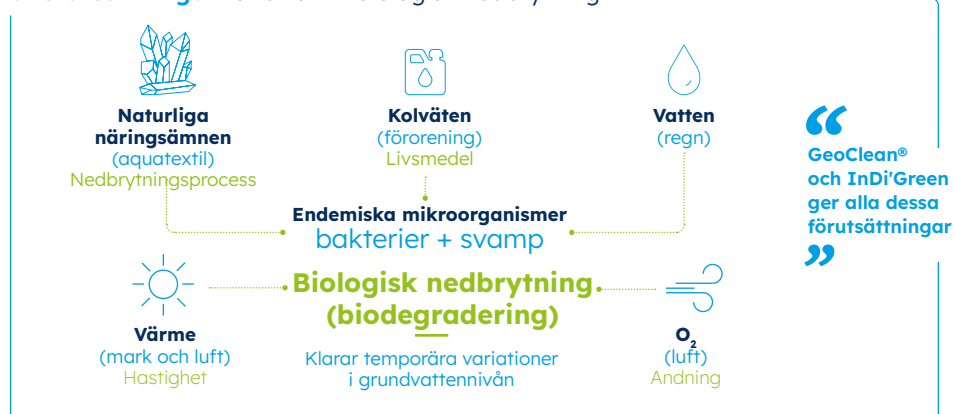 Naturliga
näringsämnen
(aquatextil)
Nedbrytningsprocess
Kolväten
(förorening)
Livsmedel
Vatten
(regn)
“
GeoClean®
och InDi'Green
ger alla dessa
förutsättningar
”
Endemiska mikroorganismer
bakterier + svamp
Biologisk nedbrytning
(biodegradering)
Värme
(mark och luft)
Hastighet
Klarar temporära variationer
i grundvattennivån
O₂
(luft)
Andning